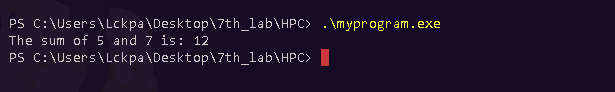 PS C:\Users\Lckpa\Desktop\7th_lab\HPC> .\myprogram.exe
The sum of 5 and 7 is: 12
PS C:\Users\Lckpa\Desktop\7th_lab\HPC>